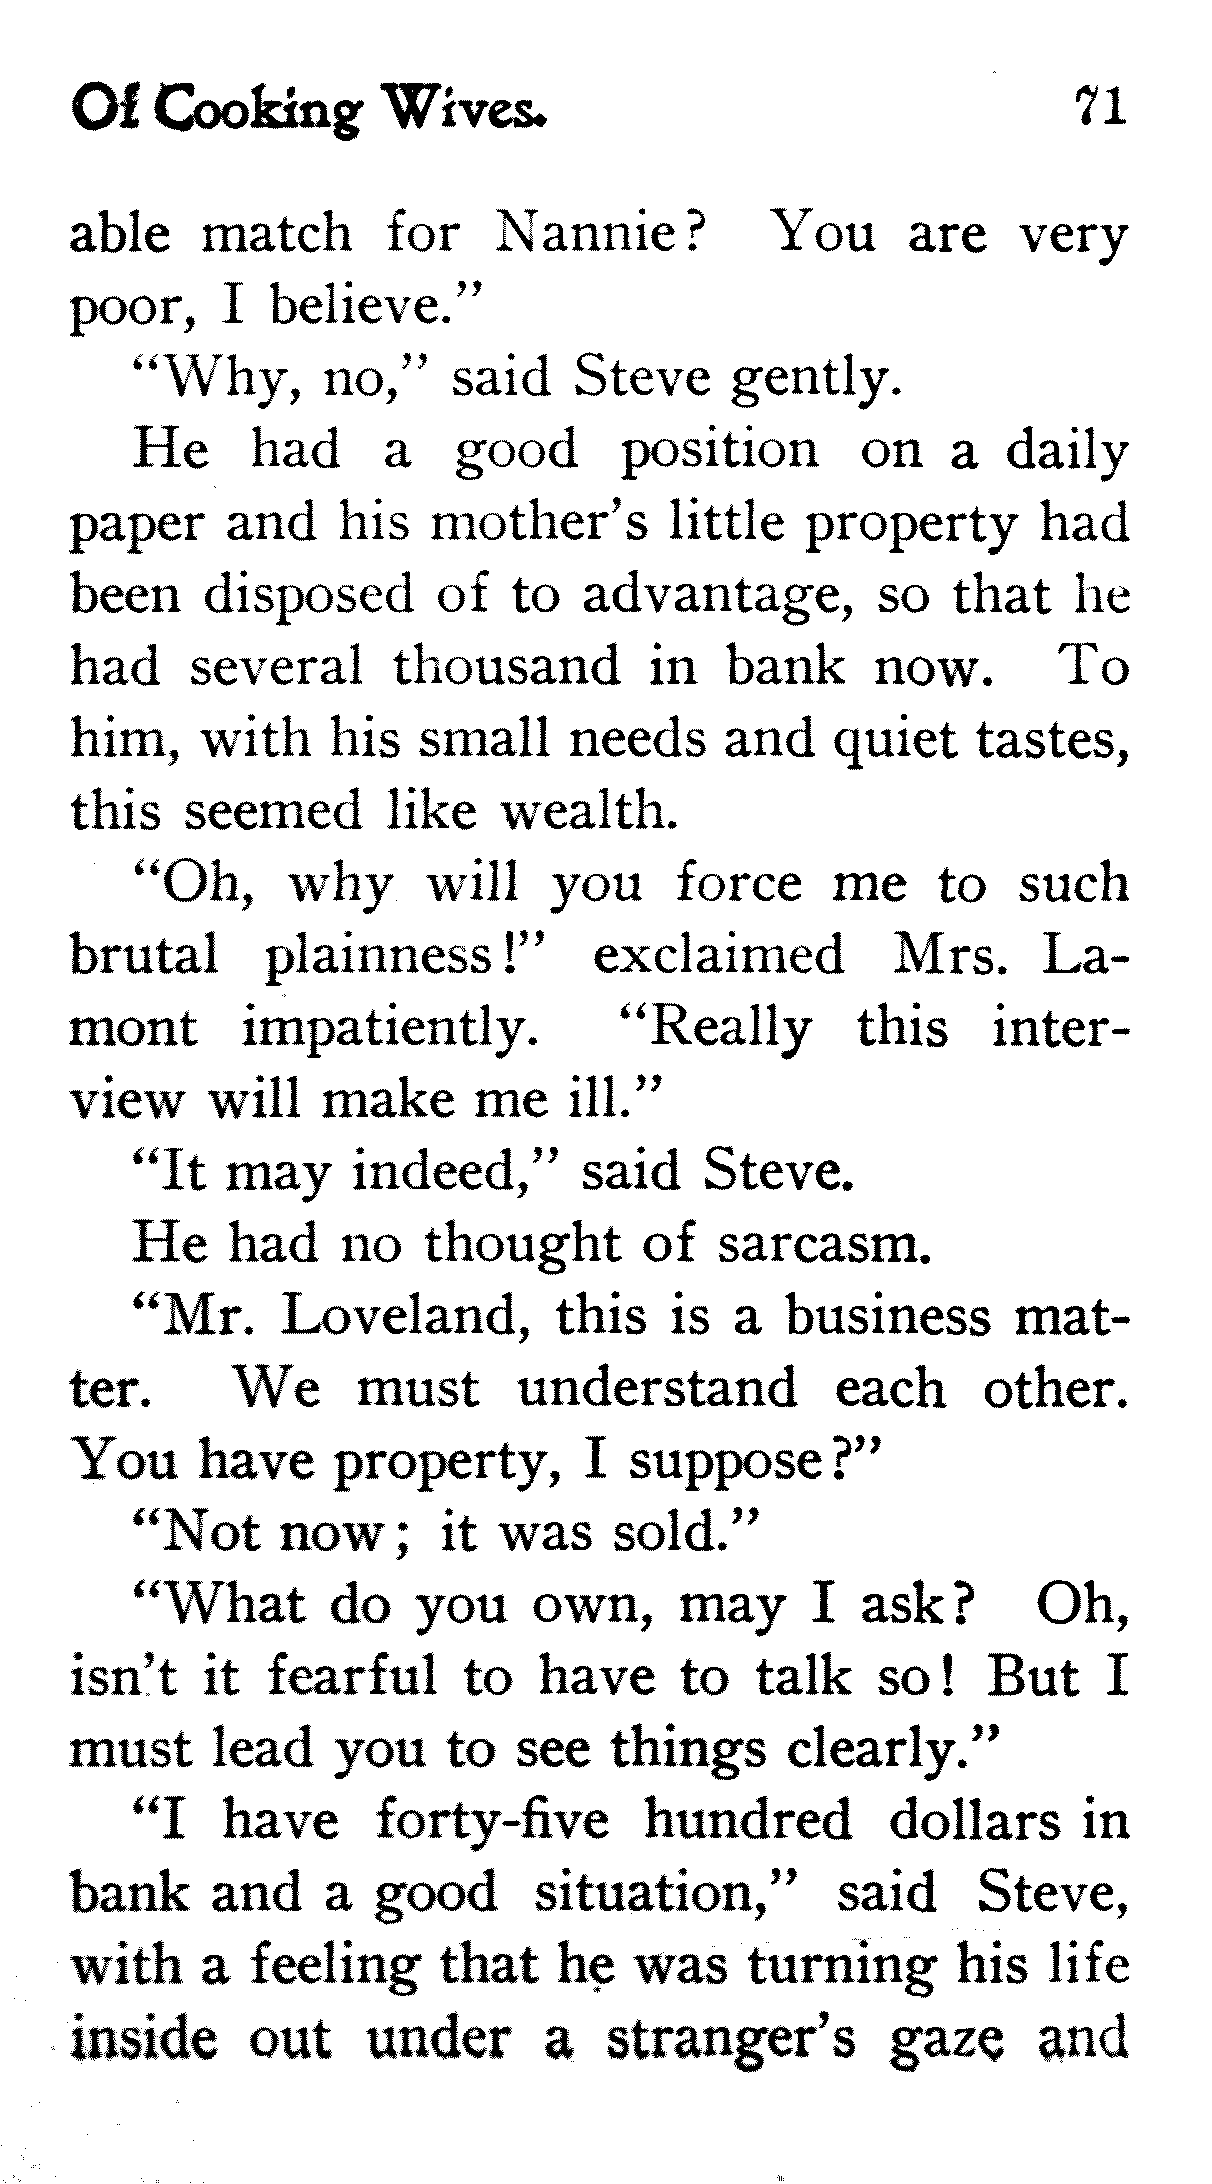 Of Cooking Wives. 71
able match for Nannie? You are very
poor, I believe."
"Why, no," said Steve gently.
He had a good position on a daily
paper and his mother's little property had
been disposed of to advantage, so that he
had several thousand in bank now. To
him, with his small needs and quiet tastes,
this seemed like wealth.
"Oh, why will you force me to such
brutal plainness!" exclaimed Mrs. La-
mont impatiently. "Really this inter-
view will make me ill."
"It may indeed," said Steve.
He had no thought of sarcasm.
"Mr. Loveland, this is a business mat-
ter. We must understand each other.
You have property, I suppose?"
"Not now; it was sold."
"What do you own, may I ask? Oh,
isn't it fearful to have to talk so! But I
must lead you to see things clearly."
"I have forty-five hundred dollars in
bank and a good situation," said Steve,
with a feeling that he was turning his life
inside out under a stranger's gaze and